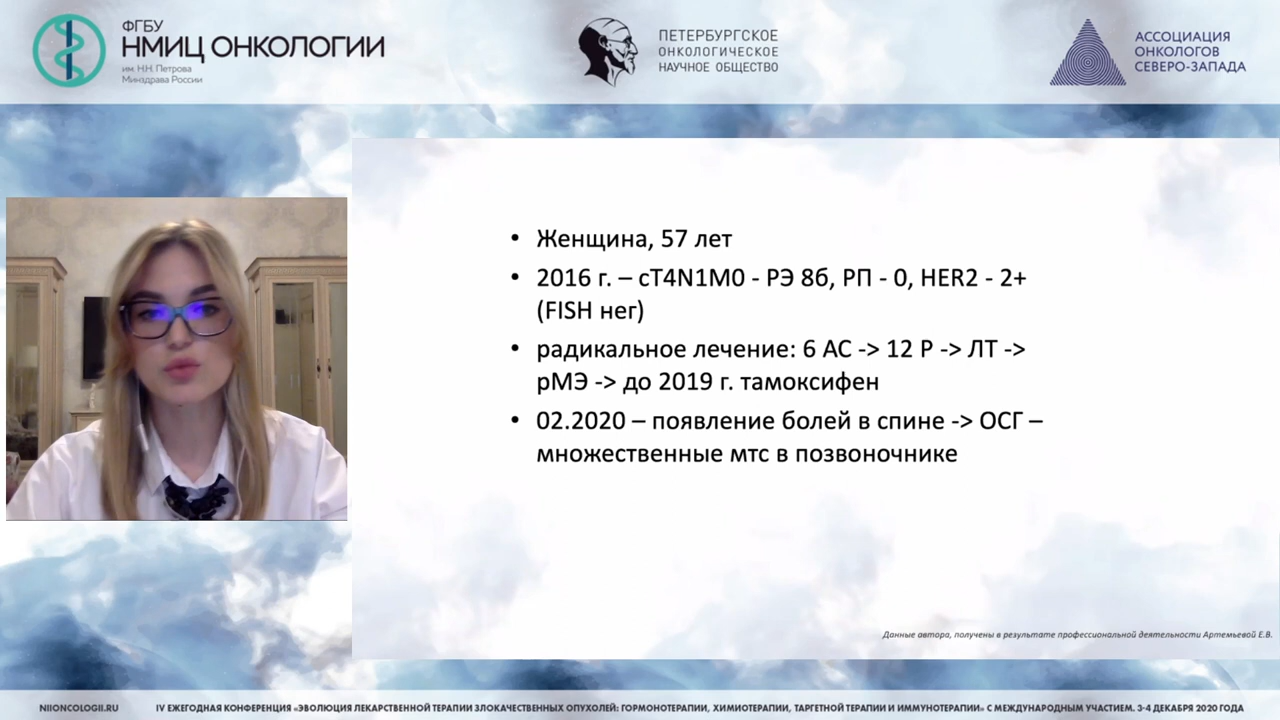 ФГБУ
НМИЦ ОНКОЛОГИИ
им. Н.Н. Петрова
Минздрава России
ПЕТЕРБУРГСКОЕ
ОНКОЛОГИЧЕСКОЕ
НАУЧНОЕ ОБЩЕСТВО
АССОЦИАЦИЯ
ОНКОЛОГОВ
СЕВЕРО-ЗАПАДА
• Женщина, 57 лет
• 2016 г. – cT4N1M0 - РЭ 8б, РП - 0, HER2 - 2+
(FISH нег)
• радикальное лечение: 6 АС -> 12 Р -> ЛТ ->
рМЭ -> до 2019 г. тамоксифен
• 02.2020 – появление болей в спине -> ОСГ –
множественные мтс в позвоночнике
Данные автора, получены в результате профессиональной деятельности Артемьевой Е.В.
NIIONCOLOGII.RU
IV ЕЖЕГОДНАЯ КОНФЕРЕНЦИЯ «ЭВОЛЮЦИЯ ЛЕКАРСТВЕННОЙ ТЕРАПИИ ЗЛОКАЧЕСТВЕННЫХ ОПУХОЛЕЙ: ГОРМОНОТЕРАПИИ, ХИМИОТЕРАПИИ, ТАРГЕТНОЙ ТЕРАПИИ И ИММУНОТЕРАПИИ» С МЕЖДУНАРОДНЫМ УЧАСТИЕМ. 3-4 ДЕКАБРЯ 2020 ГОДА